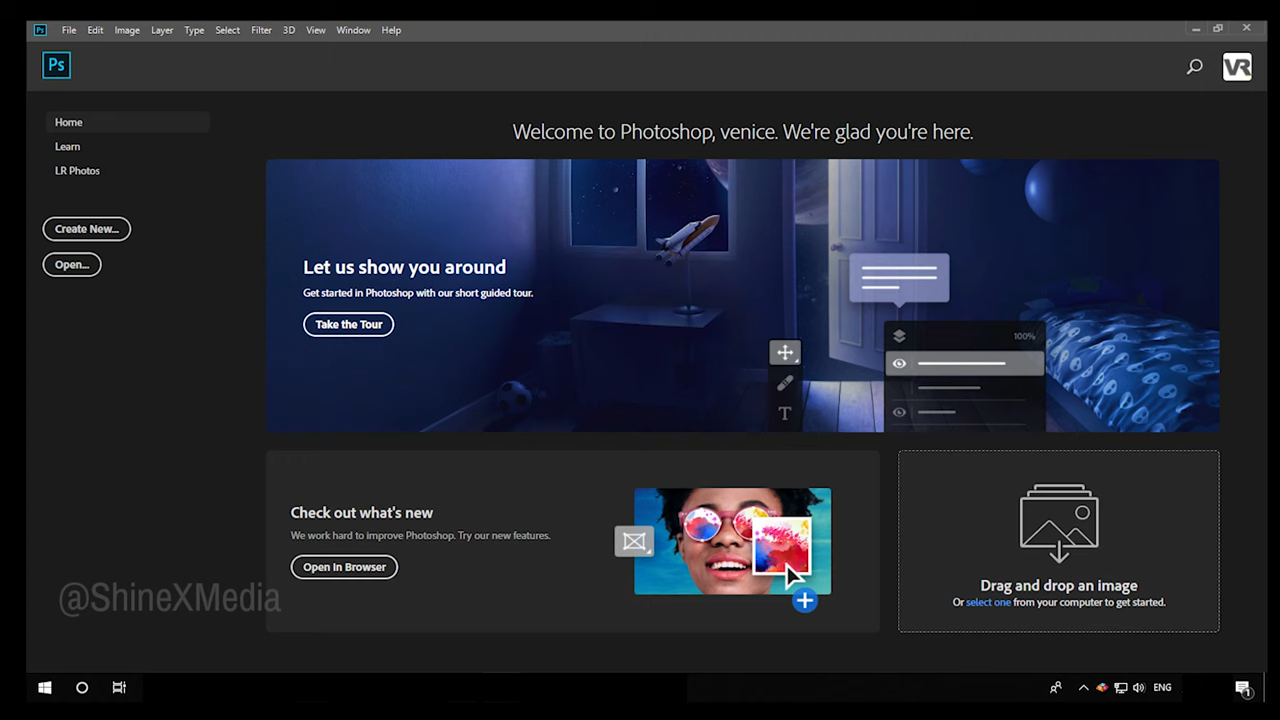 Ps File Edit Image Layer Type Select Filter 3D View Window Help
Ps
VR
Home
Learn
LR Photos
Create New...
Open...
Welcome to Photoshop, venice. We're glad you're here.
Let us show you around
Get started in Photoshop with our short guided tour.
Take the Tour
100%
T
Check out what's new
We work hard to improve Photoshop. Try our new features.
Open In Browser
Drag and drop an image
Or select one from your computer to get started.
@ShineXMedia
ENG
1